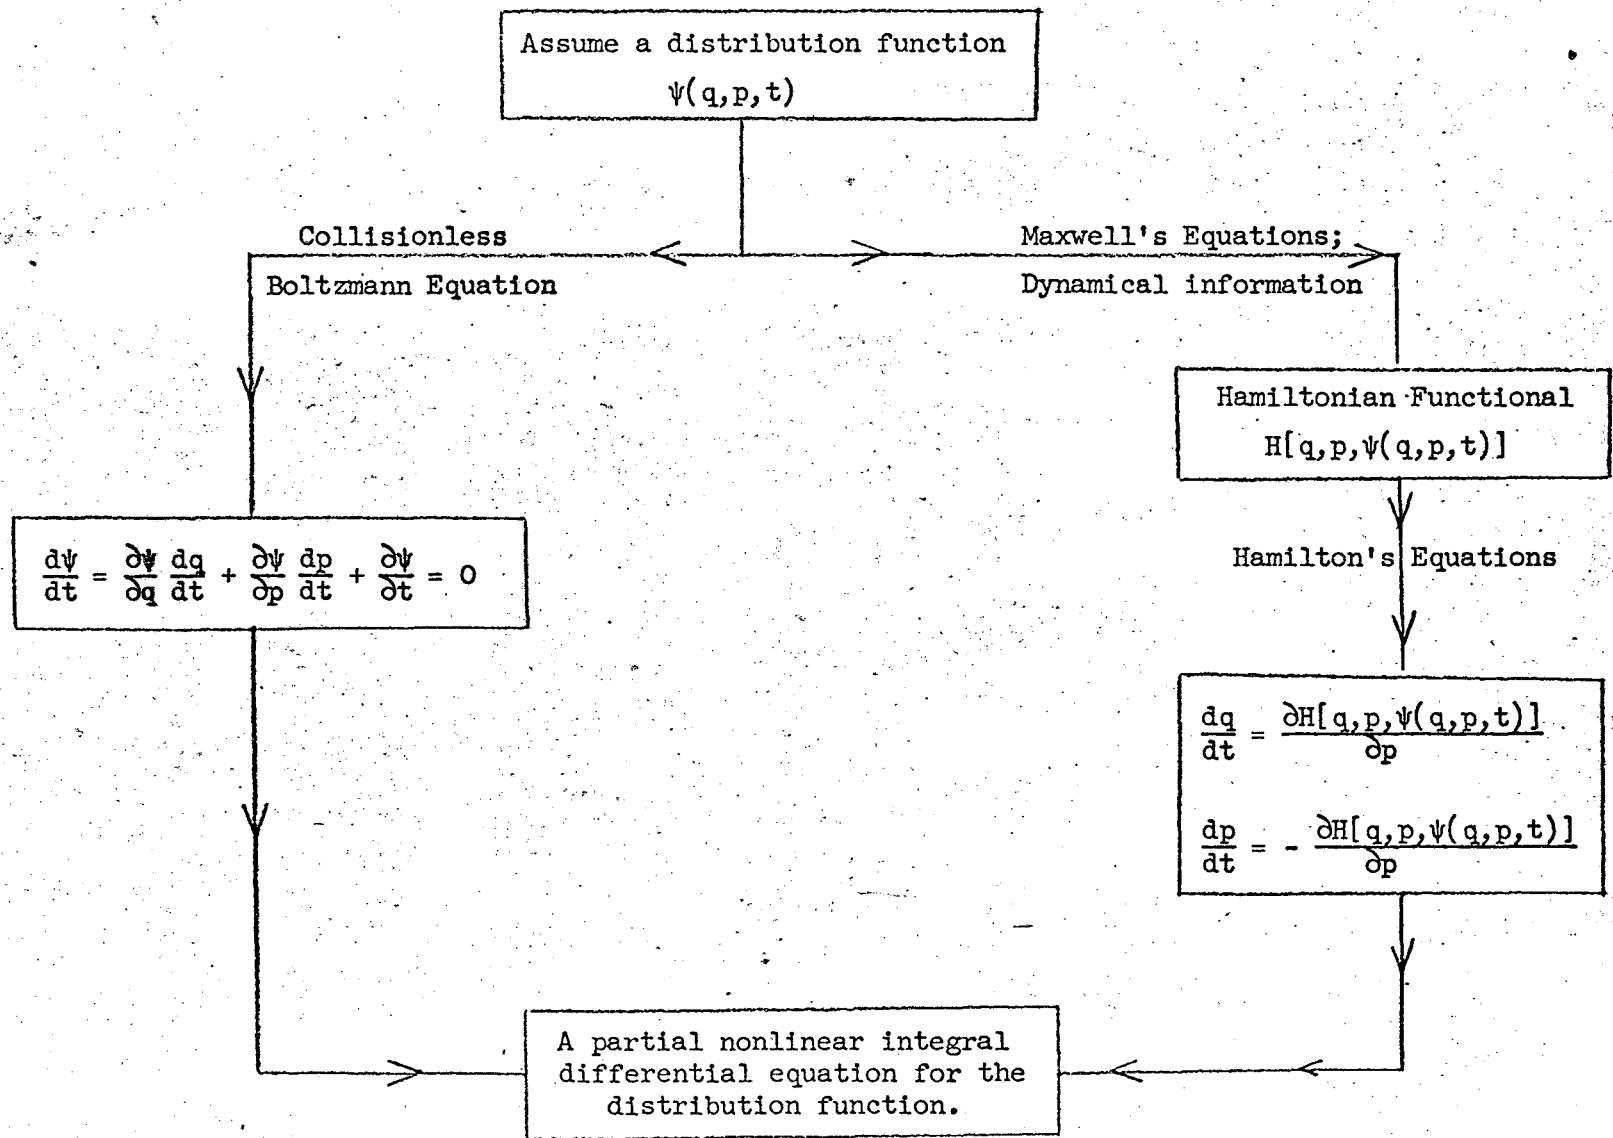 Assume a distribution function
ψ(q,p,t)
Collisionless
Boltzmann Equation
Maxwell's Equations;
Dynamical information
Hamiltonian Functional
H[q,p,ψ(q,p,t)]
dψ/dt = ∂ψ/∂q dq/dt + ∂ψ/∂p dp/dt + ∂ψ/∂t = 0
Hamilton's Equations
dq/dt = ∂H[q,p,ψ(q,p,t)]/∂p
dp/dt = - ∂H[q,p,ψ(q,p,t)]/∂p
A partial nonlinear integral
differential equation for the
distribution function.